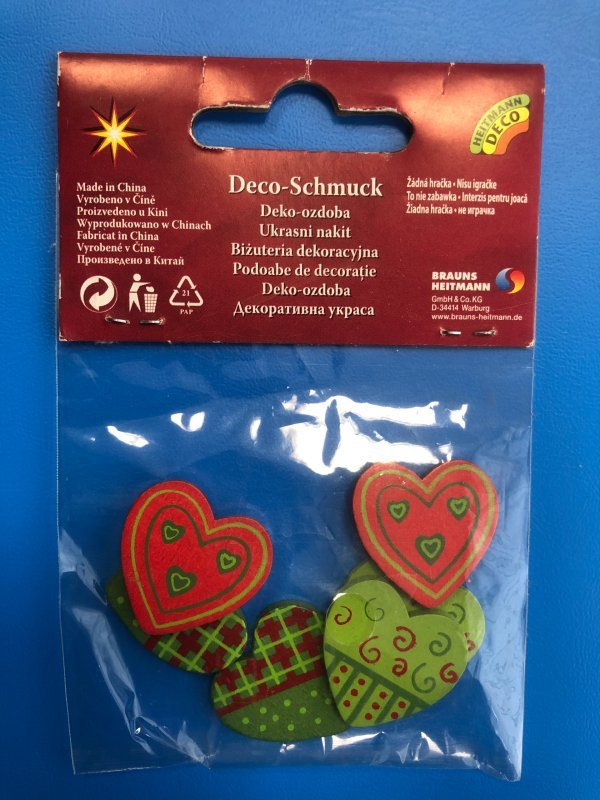 HEITMANN
DECO
Made in China
Vyrobeno v Číně
Proizvedeno u Kini
Wyprodukowano w Chinach
Fabricat în China
Vyrobené v Číne
Произведено в Китай
21
PAP
Deco-Schmuck
Deko-ozdoba
Ukrasni nakit
Biżuteria dekoracyjna
Podoabe de decorație
Deko-ozdoba
Декоративна украса
Žádná hračka • Nisu igračke
To nie zabawka • Interzis pentru joacă
Žiadna hračka • не играчка
BRAUNS
HEITMANN
GmbH & Co. KG
D-34414 Warburg
www.brauns-heitmann.de